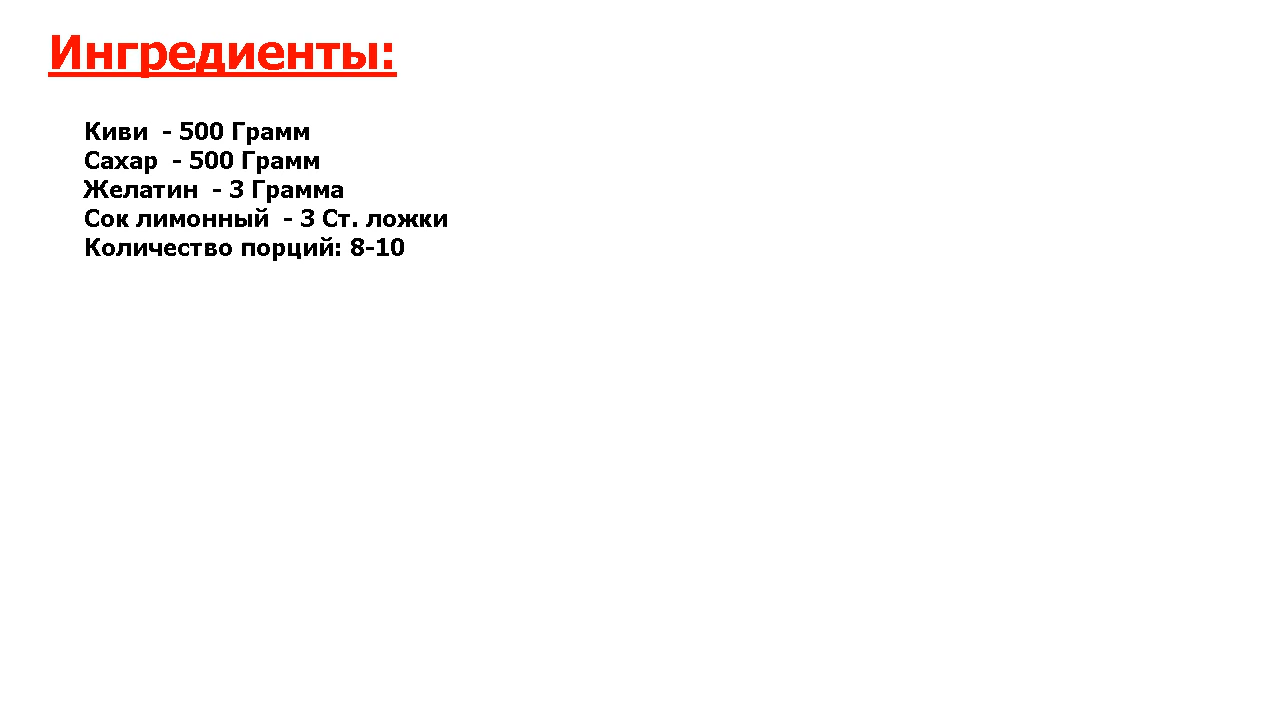 Ингредиенты:
Киви  - 500 Грамм
Сахар  - 500 Грамм
Желатин  - 3 Грамма
Сок лимонный  - 3 Ст. ложки
Количество порций: 8-10